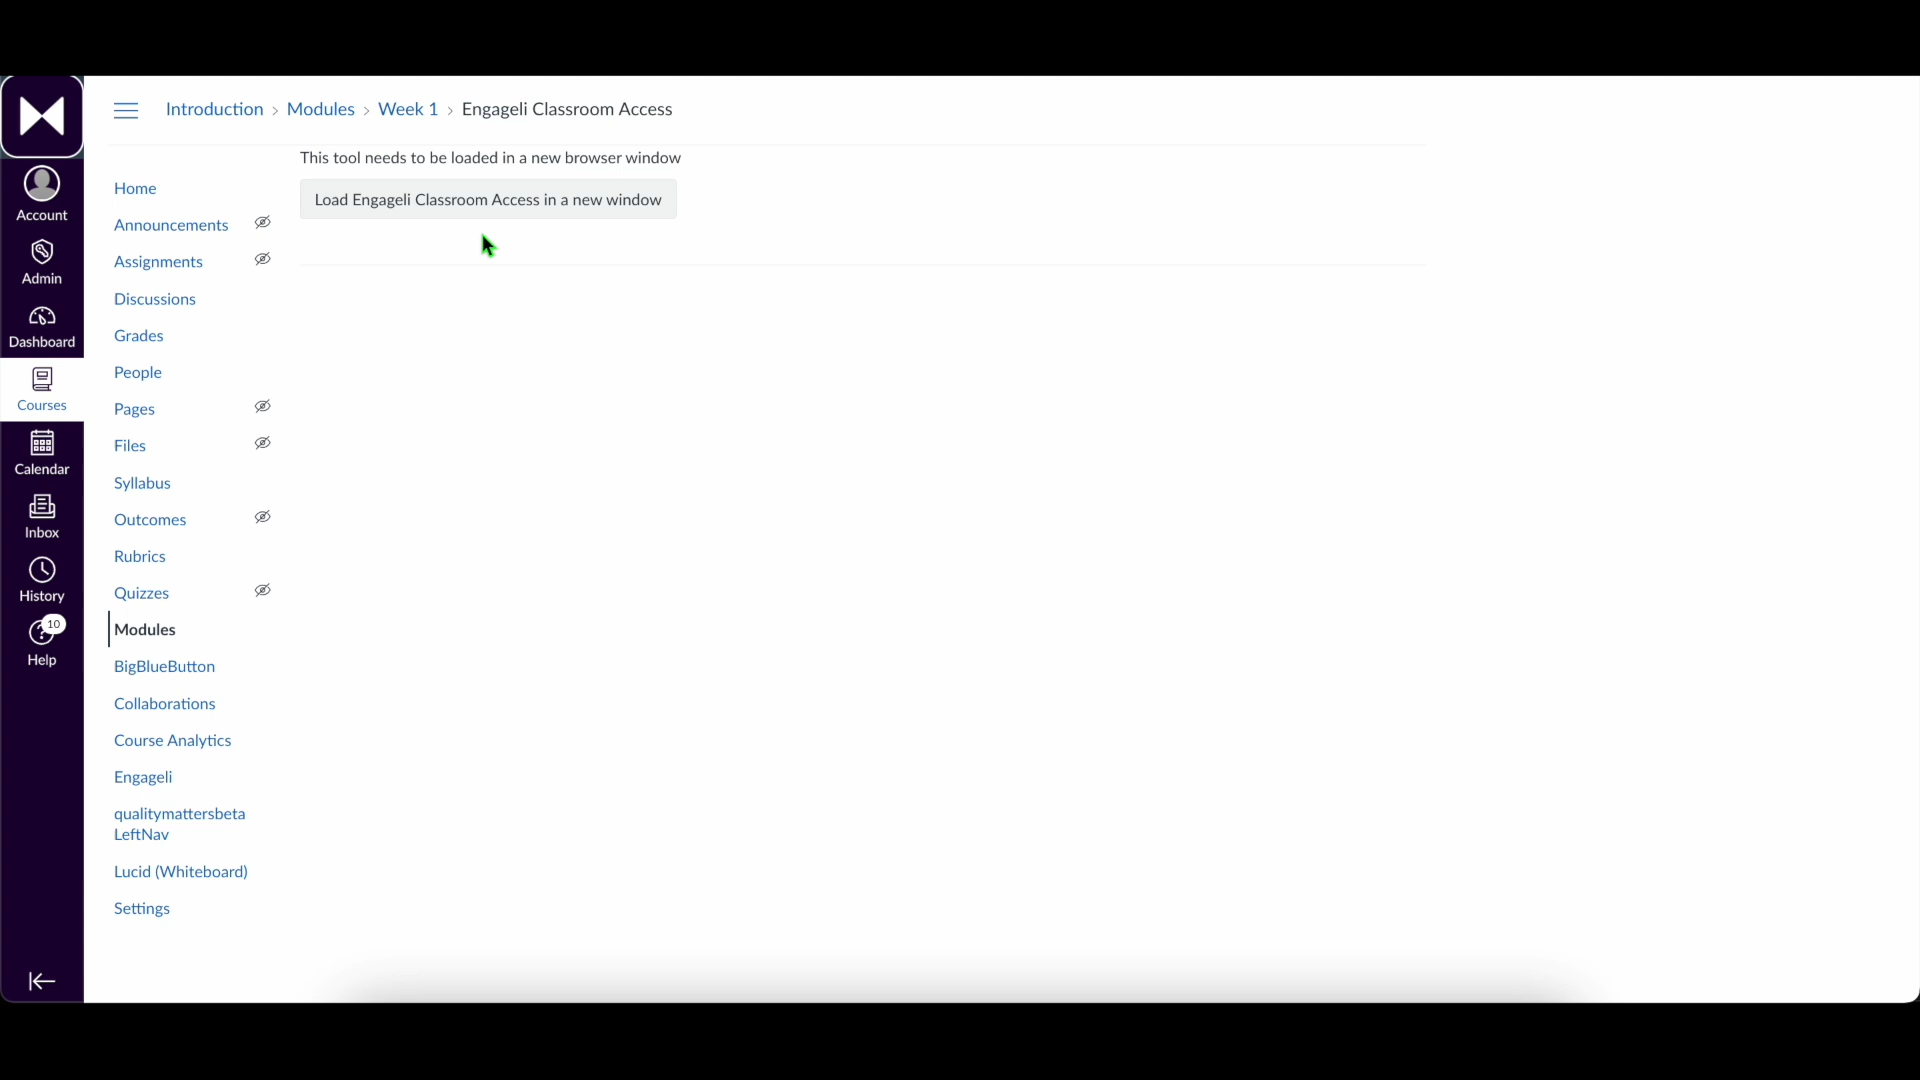 Introduction > Modules > Week 1 > Engageli Classroom Access
This tool needs to be loaded in a new browser window
Load Engageli Classroom Access in a new window
Account
Admin
Dashboard
Courses
Calendar
Inbox
History
10
Help
Home
Announcements
Assignments
Discussions
Grades
People
Pages
Files
Syllabus
Outcomes
Rubrics
Quizzes
Modules
BigBlueButton
Collaborations
Course Analytics
Engageli
qualitymattersbeta
LeftNav
Lucid (Whiteboard)
Settings